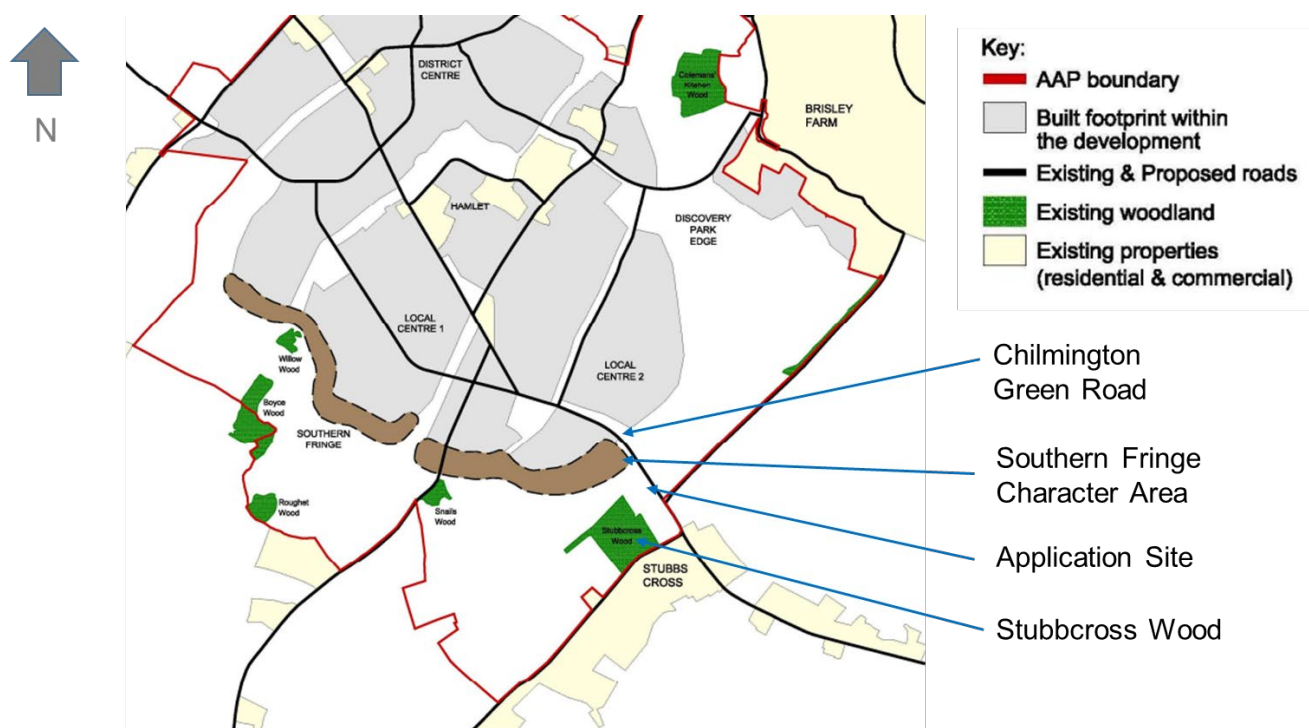 N
DISTRICT
CENTRE
Colemans'
Kitchen
Wood
BRISLEY
FARM
HAMLET
DISCOVERY
PARK
EDGE
LOCAL
CENTRE 1
Willow
Wood
LOCAL
CENTRE 2
Boyce
Wood
SOUTHERN
FRINGE
Roughet
Wood
Snails
Wood
Stubbcross
Wood
STUBBS
CROSS
Key:
AAP boundary
Built footprint within
the development
Existing & Proposed roads
Existing woodland
Existing properties
(residential & commercial)
Chilmington
Green Road
Southern Fringe
Character Area
Application Site
Stubbcross Wood